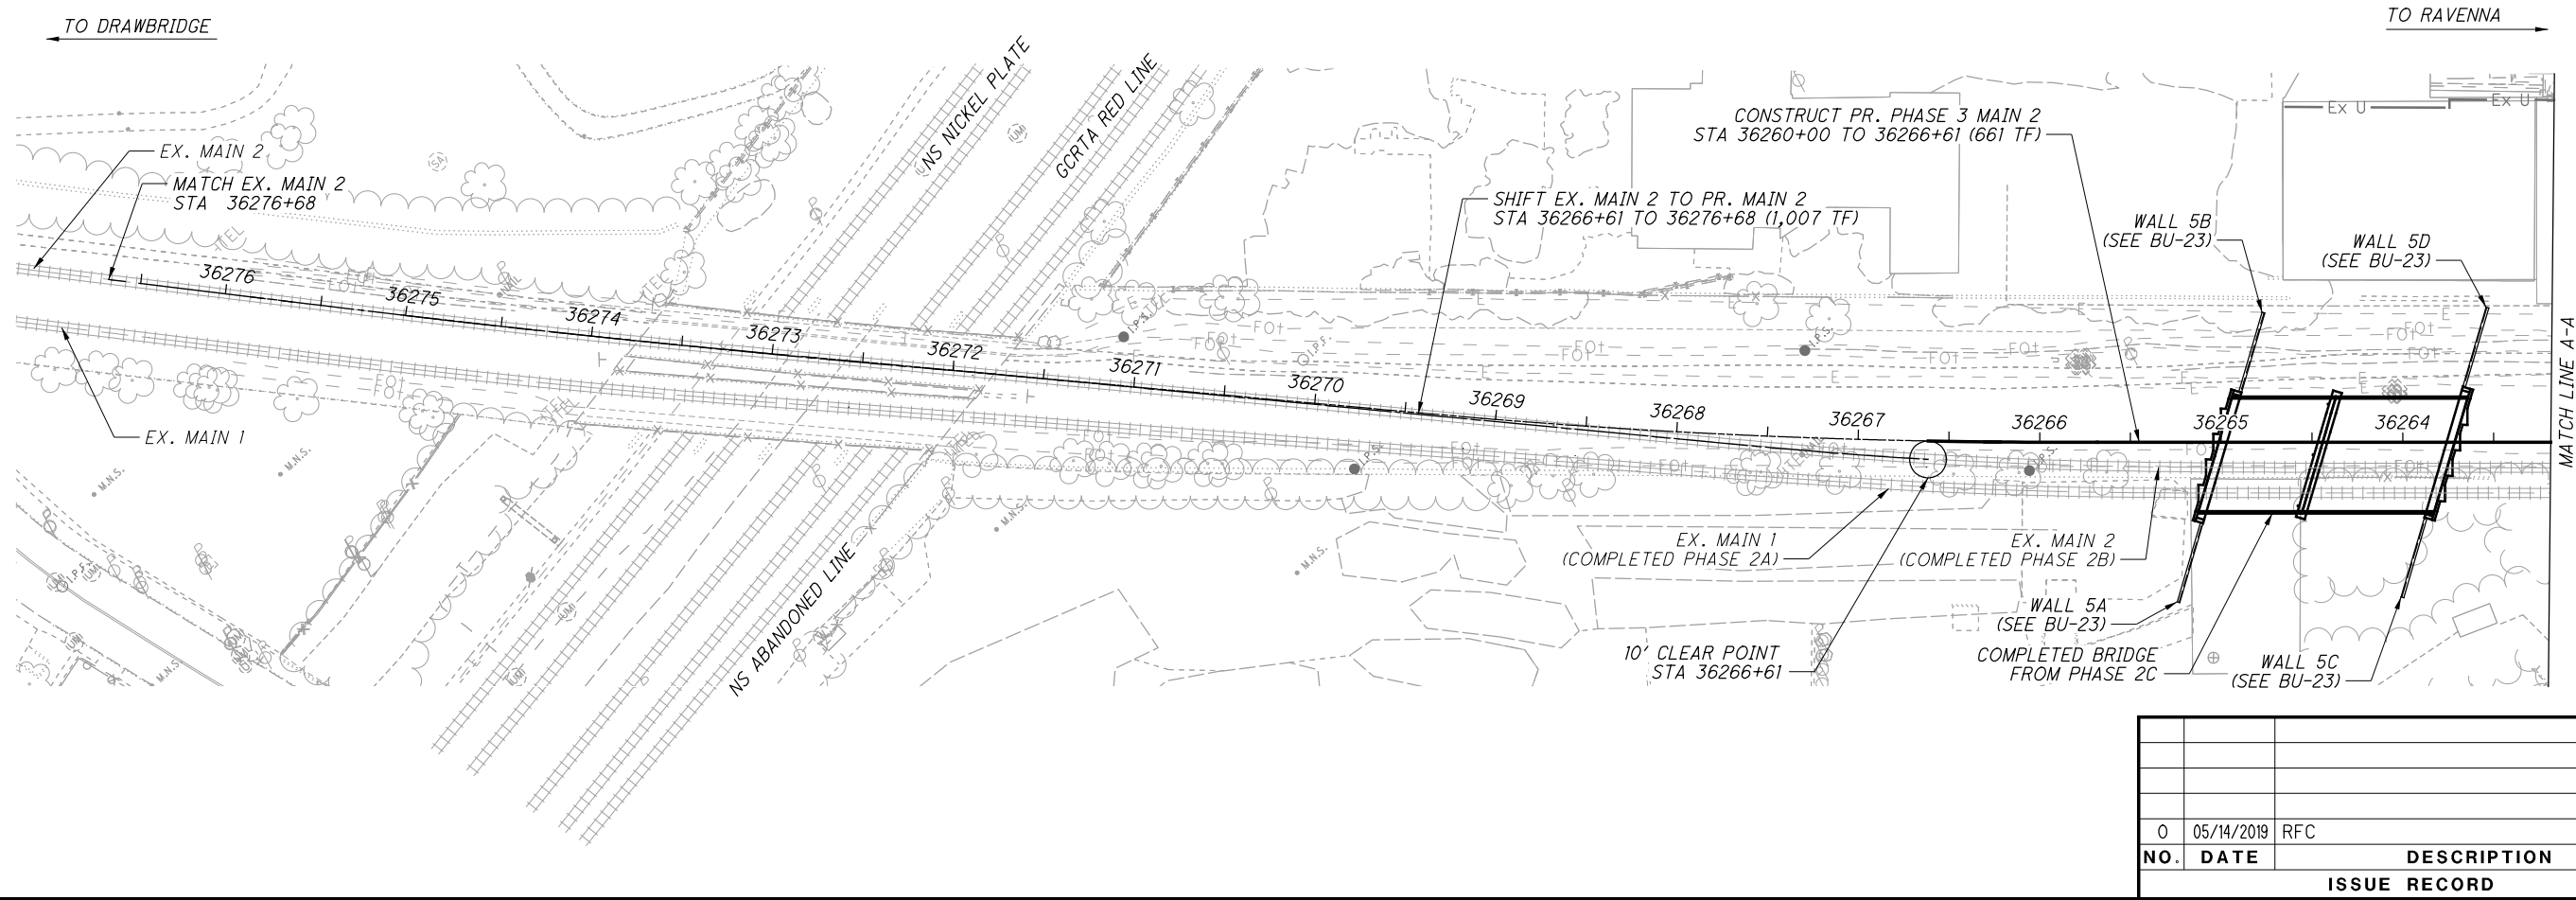 TO DRAWBRIDGE
TO RAVENNA
EX. MAIN 2
MATCH EX. MAIN 2
STA 36276+68
NS NICKEL PLATE
GCRTA RED LINE
CONSTRUCT PR. PHASE 3 MAIN 2
STA 36260+00 TO 36266+61 (661 TF)
SHIFT EX. MAIN 2 TO PR. MAIN 2
STA 36266+61 TO 36276+68 (1,007 TF)
Ex U
Ex U
WALL 5B
(SEE BU-23)
WALL 5D
(SEE BU-23)
MATCH LINE A-A
36276
36275
36274
36273
36272
36271
36270
36269
36268
36267
36266
36265
36264
EX. MAIN 1
I.P.S.
I.P.F.
I.P.S.
I.P.S.
I.P.S.
M.N.S.
M.N.S.
M.N.S.
M.N.S.
M.N.S.
I.P.F.
NS ABANDONED LINE
EX. MAIN 1
(COMPLETED PHASE 2A)
EX. MAIN 2
(COMPLETED PHASE 2B)
10' CLEAR POINT
STA 36266+61
WALL 5A
(SEE BU-23)
COMPLETED BRIDGE
FROM PHASE 2C
WALL 5C
(SEE BU-23)
0 05/14/2019 RFC
NO. DATE DESCRIPTION
ISSUE RECORD